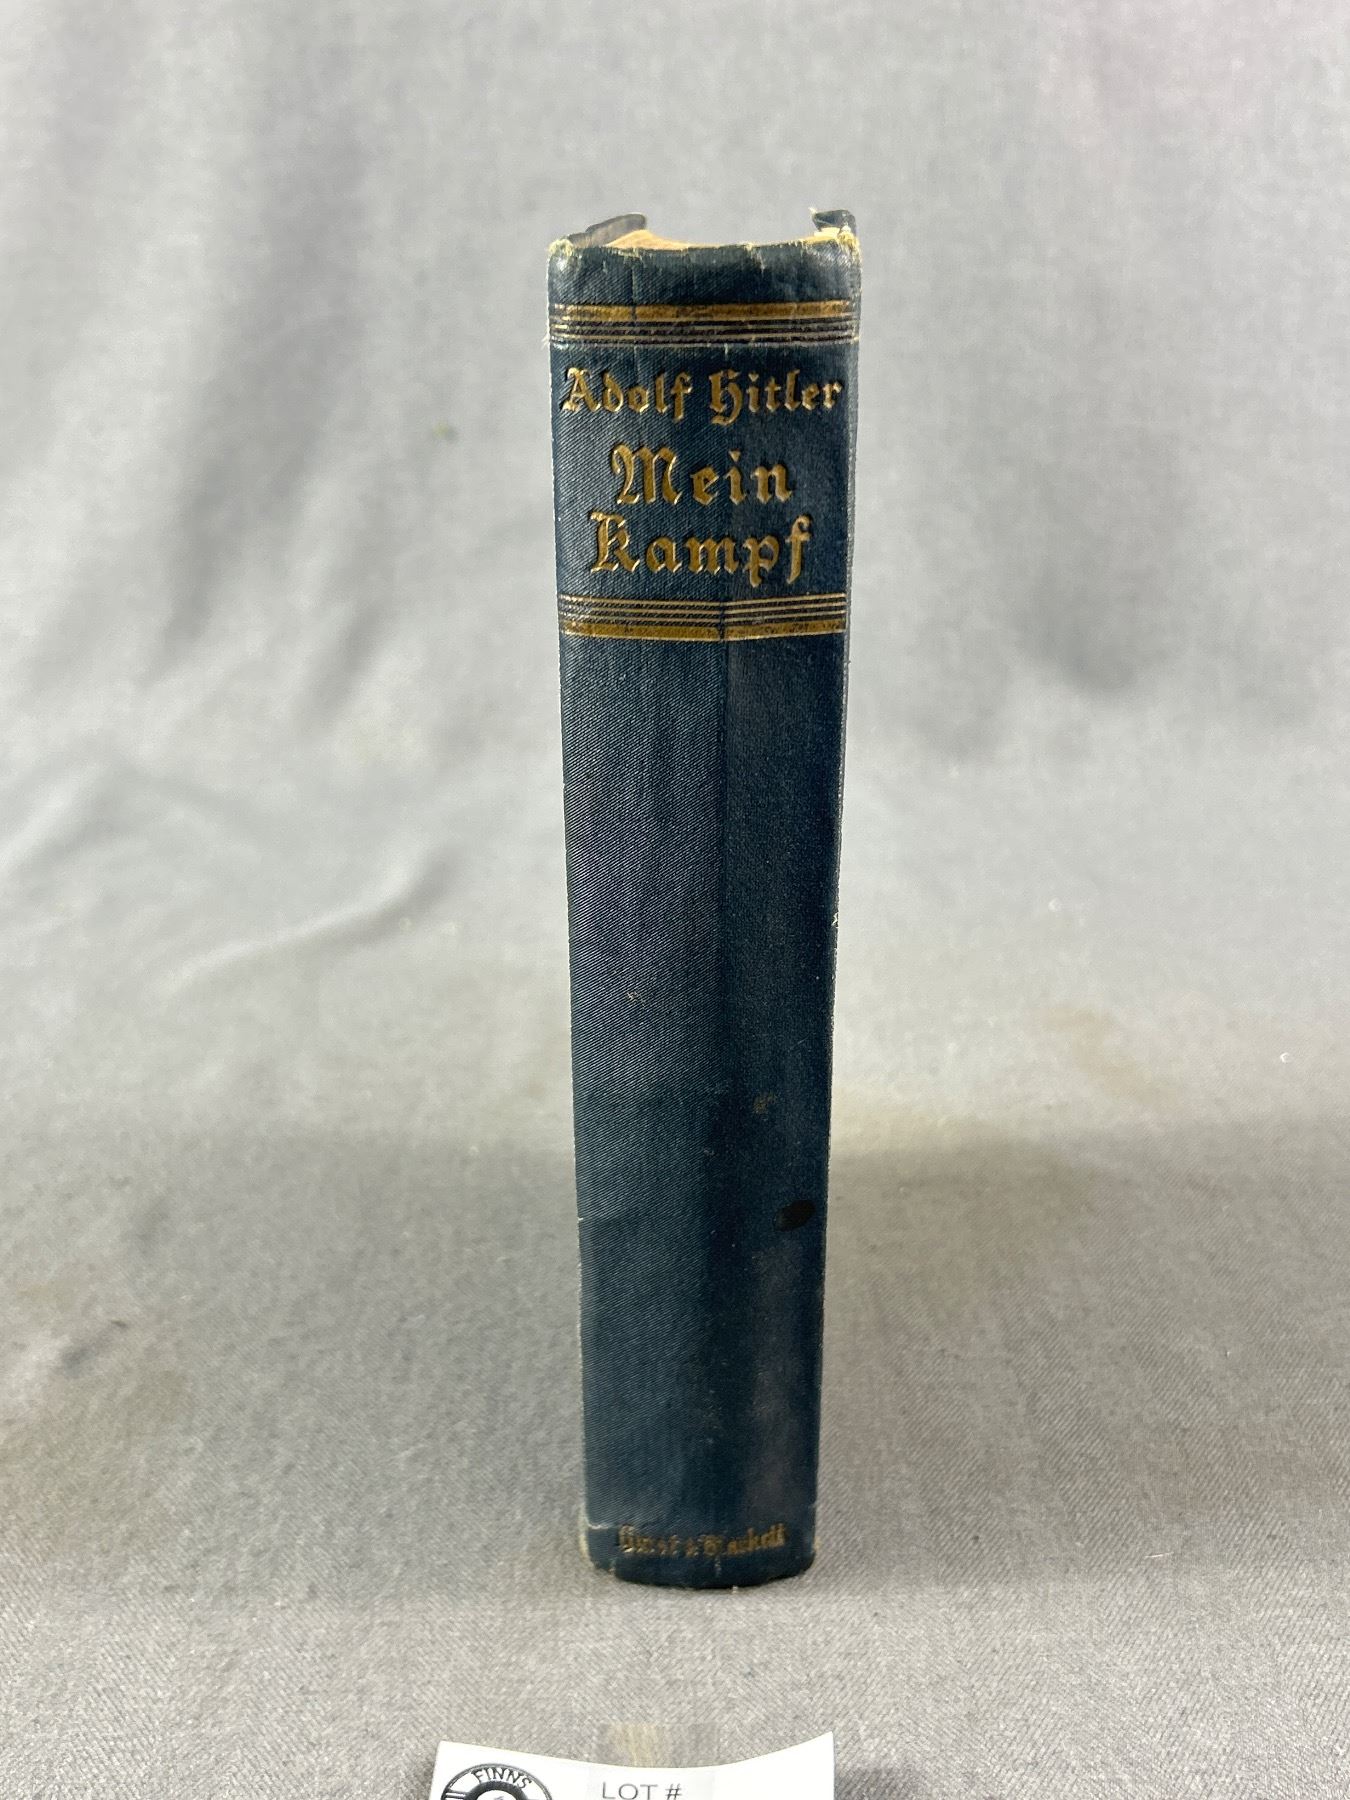 Adolf Hitler
Mein
Kampf
FINNS
LOT #